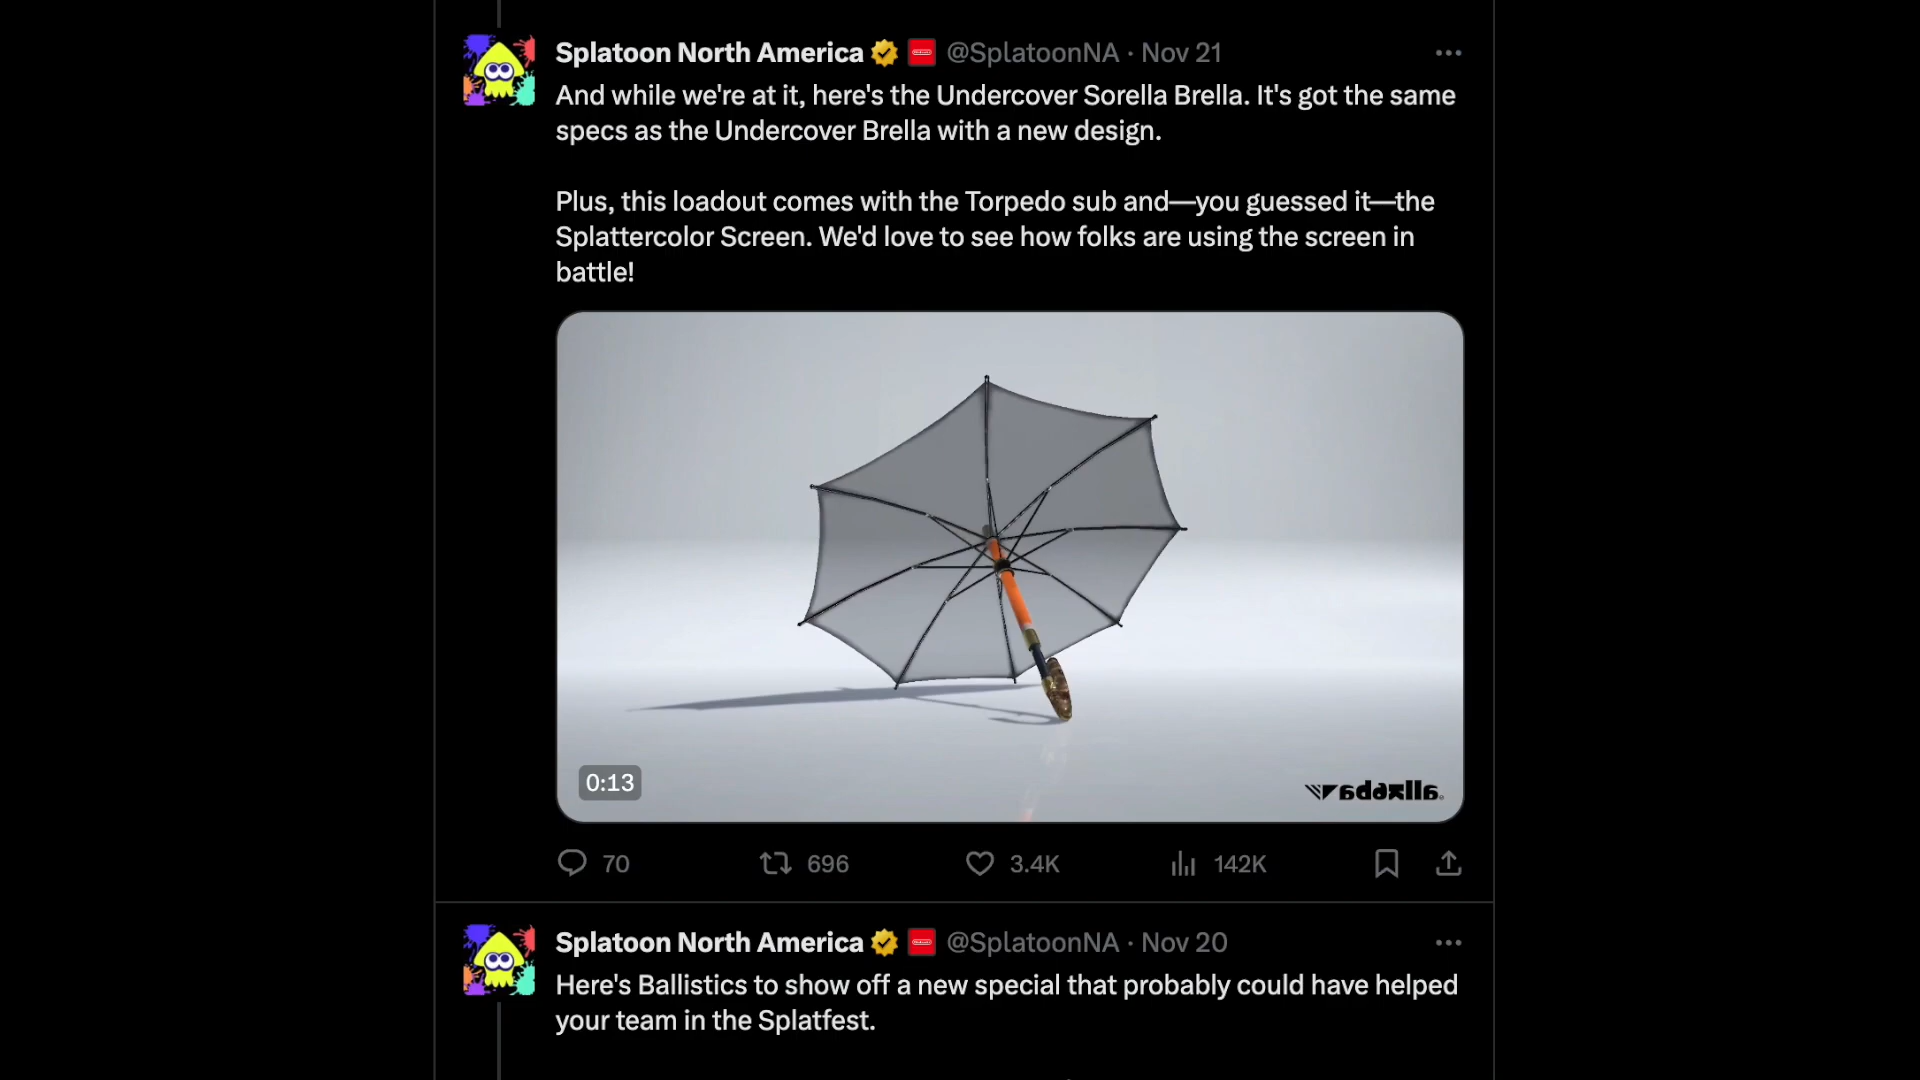 Splatoon North America @SplatoonNA · Nov 21
And while we're at it, here's the Undercover Sorella Brella. It's got the same
specs as the Undercover Brella with a new design.
Plus, this loadout comes with the Torpedo sub and—you guessed it—the
Splattercolor Screen. We'd love to see how folks are using the screen in
battle!
0:13
70 696 3.4K 142K
Splatoon North America @SplatoonNA · Nov 20
Here's Ballistics to show off a new special that probably could have helped
your team in the Splatfest.